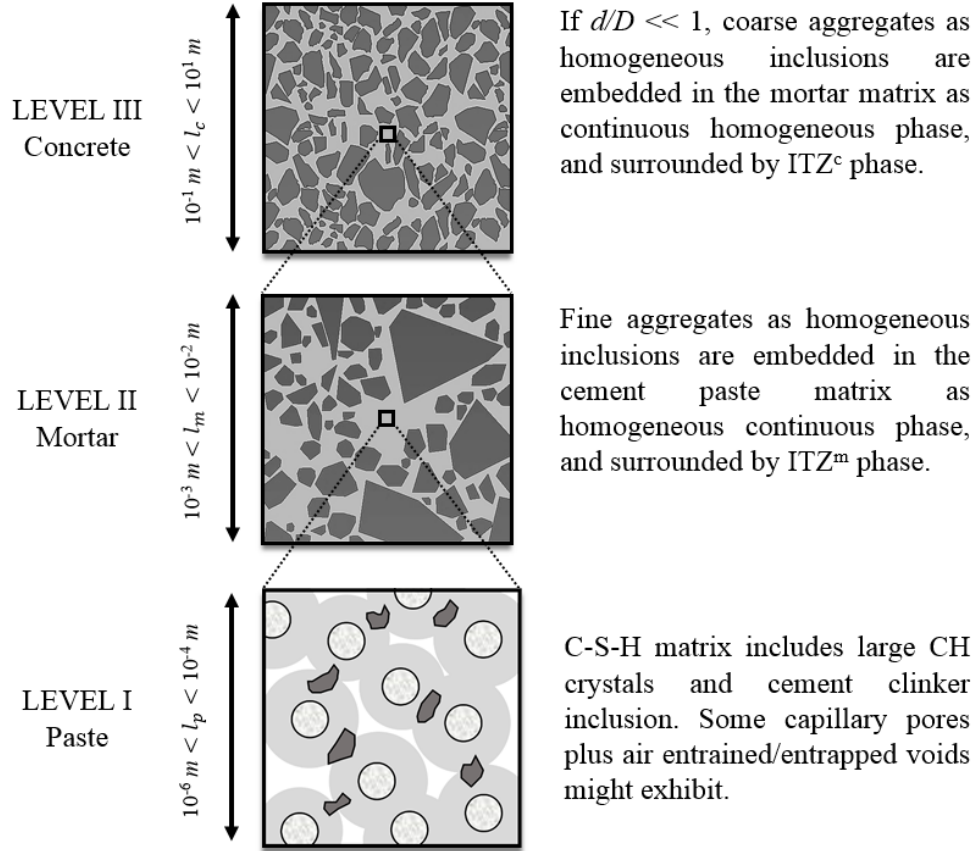 LEVEL III
Concrete
10⁻¹ m < l_c < 10¹ m
If d/D << 1, coarse aggregates as
homogeneous inclusions are
embedded in the mortar matrix as
continuous homogeneous phase,
and surrounded by ITZᶜ phase.
LEVEL II
Mortar
10⁻³ m < l_m < 10⁻² m
Fine aggregates as homogeneous
inclusions are embedded in the
cement paste matrix as
homogeneous continuous phase,
and surrounded by ITZᵐ phase.
LEVEL I
Paste
10⁻⁶ m < l_p < 10⁻⁴ m
C-S-H matrix includes large CH
crystals and cement clinker
inclusion. Some capillary pores
plus air entrained/entrapped voids
might exhibit.